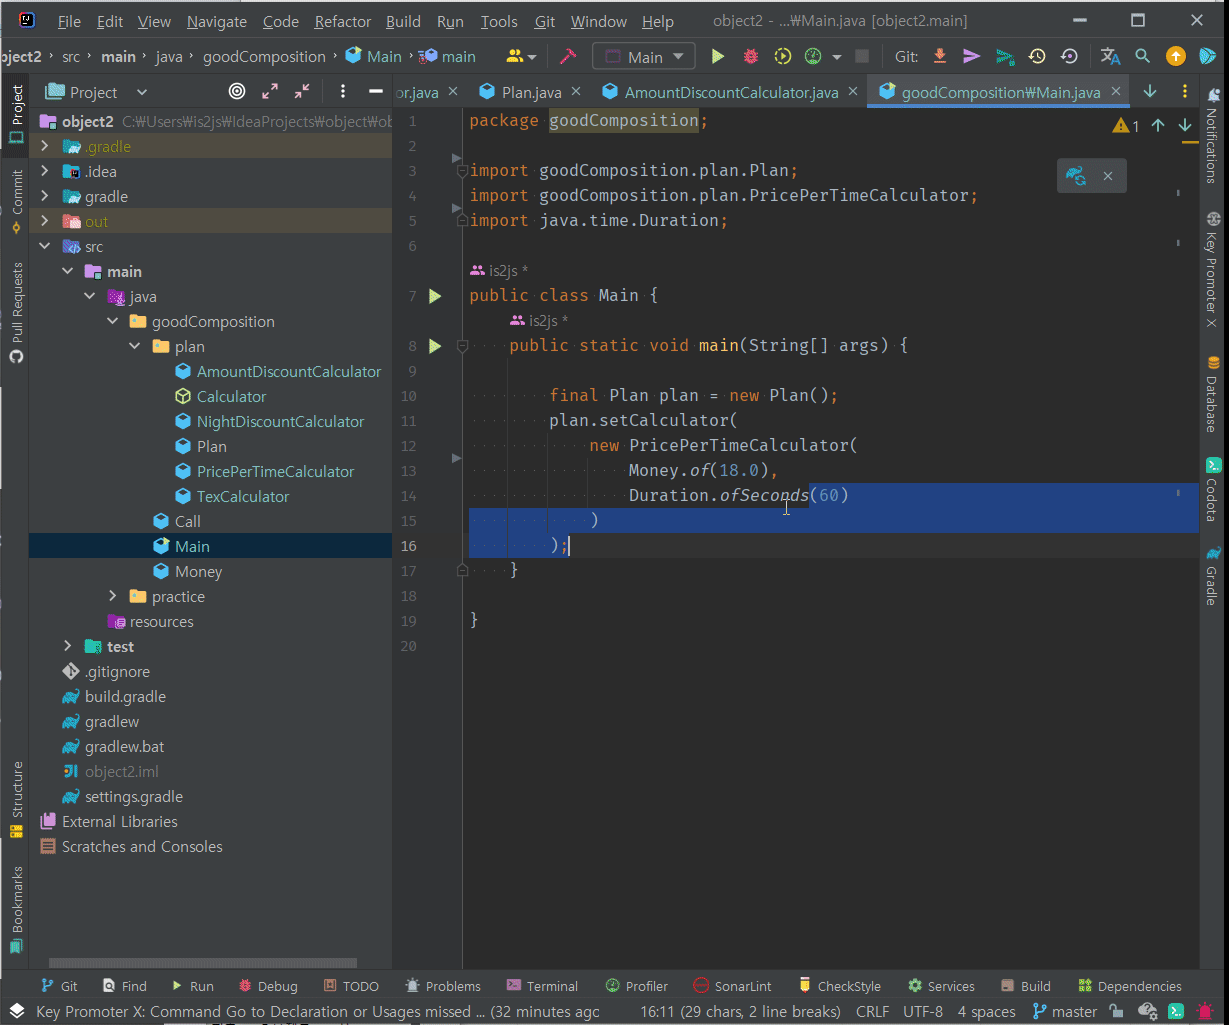 File Edit View Navigate Code Refactor Build Run Tools Git Window Help object2 - ...₩Main.java [object2.main]
bject2 › src › main › java › goodComposition › Main › main Main Git:
Project or.java Plan.java AmountDiscountCalculator.java goodComposition₩Main.java
Project
Commit
Pull Requests
Structure
Bookmarks
object2 C:₩Users₩is2js₩IdeaProjects₩object₩ob
.gradle
.idea
gradle
out
src
main
java
goodComposition
plan
AmountDiscountCalculator
Calculator
NightDiscountCalculator
Plan
PricePerTimeCalculator
TexCalculator
Call
Main
Money
practice
resources
test
.gitignore
build.gradle
gradlew
gradlew.bat
object2.iml
settings.gradle
External Libraries
Scratches and Consoles
1 package goodComposition;
2
3 import goodComposition.plan.Plan;
4 import goodComposition.plan.PricePerTimeCalculator;
5 import java.time.Duration;
6
is2js *
7 public class Main {
is2js *
8 public static void main(String[] args) {
9
10 final Plan plan = new Plan();
11 plan.setCalculator(
12 new PricePerTimeCalculator(
13 Money.of(18.0),
14 Duration.ofSeconds(60)
15 )
16 );
17 }
18
19 }
20
1
Notifications
Key Promoter X
Database
Codota
Gradle
Git Find Run Debug TODO Problems Terminal Profiler SonarLint CheckStyle Services Build Dependencies
Key Promoter X: Command Go to Declaration or Usages missed ... (32 minutes ago 16:11 (29 chars, 2 line breaks) CRLF UTF-8 4 spaces master